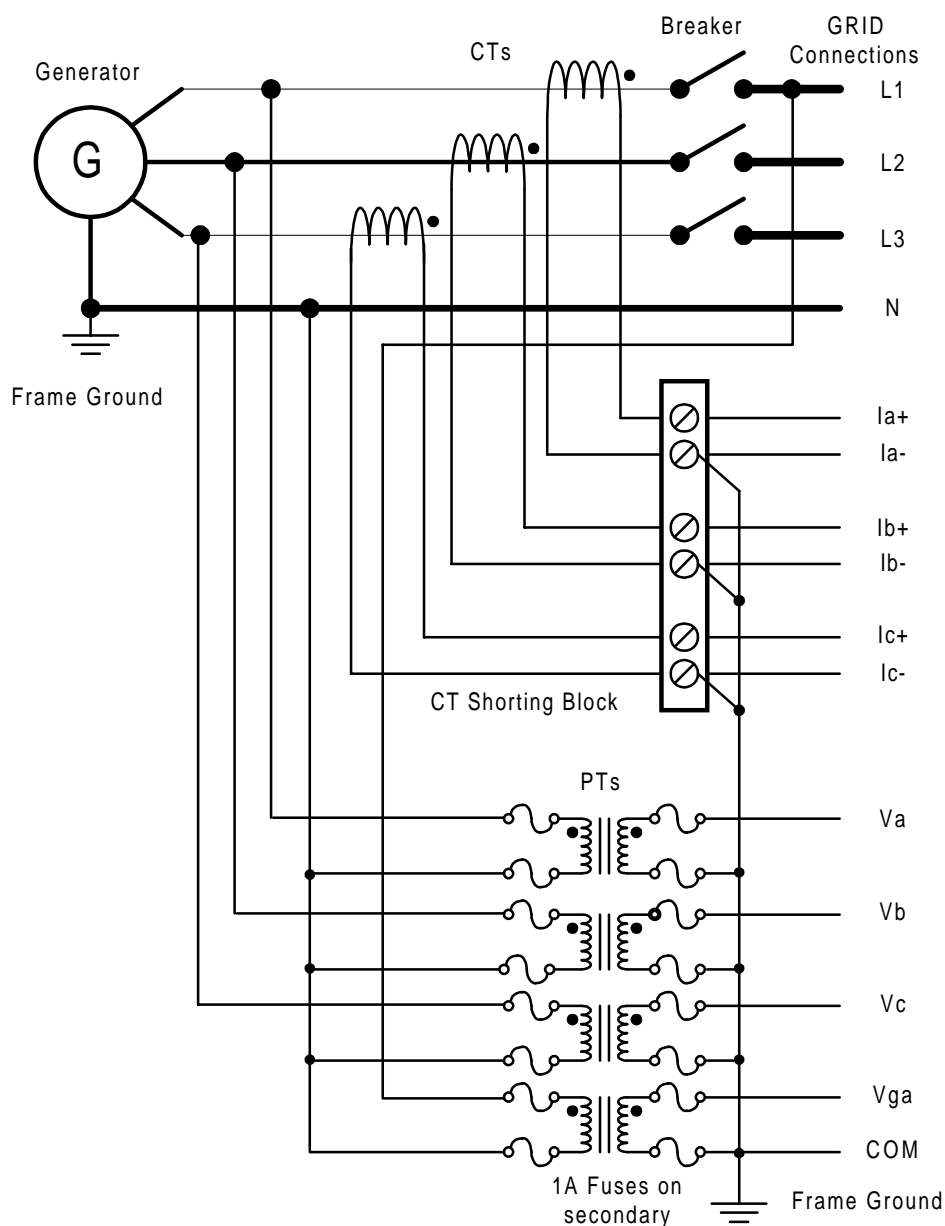 Breaker
GRID
Connections
CTs
Generator
L1
G
L2
L3
N
Frame Ground
Ia+
Ia-
Ib+
Ib-
Ic+
Ic-
CT Shorting Block
PTs
Va
Vb
Vc
Vga
COM
1A Fuses on
secondary
Frame Ground